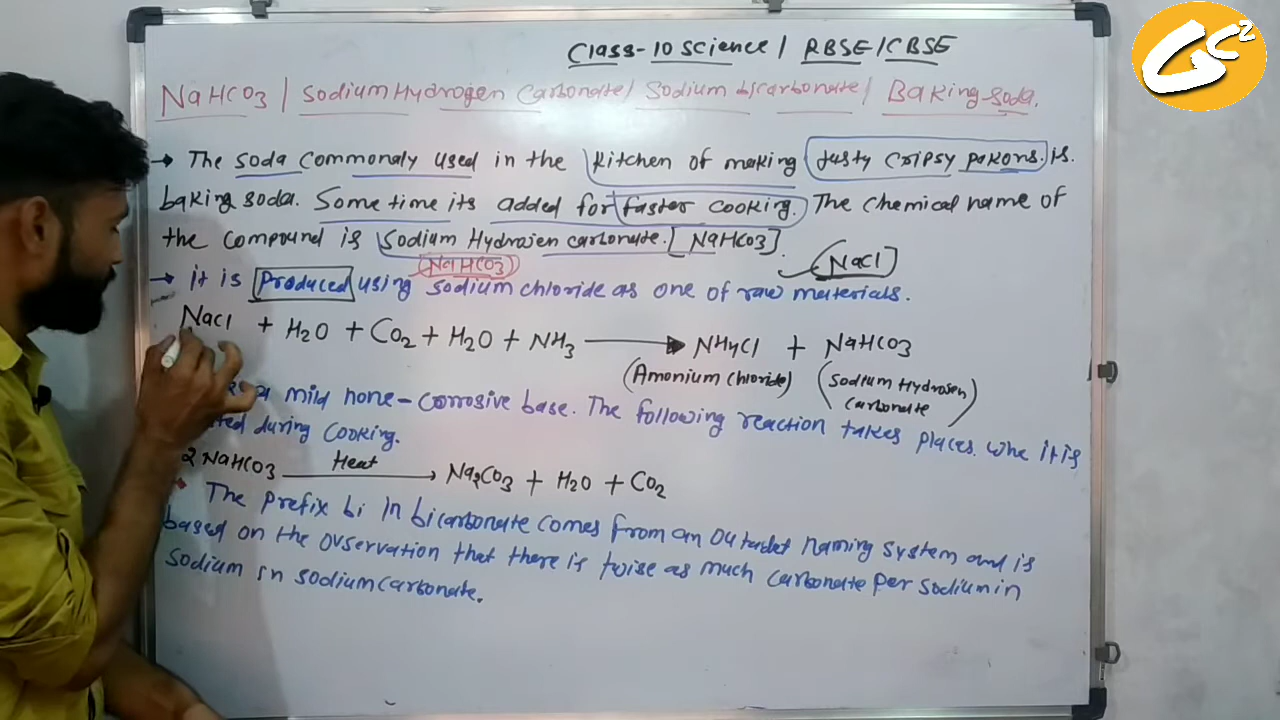 Class-10 Science / RBSE/CBSE
GC2
NaHCO3 / Sodium Hydrogen Carbonate / Sodium bicarbonate / Baking-soda.
→ The soda commonaly used in the kitchen of making tusty cripsy pokors. is
baking soda. Some time its added for faster cooking. The chemical name of
the compound is sodium Hydrojen carbonate. [NaHCO3].
(NaHCO3)
(NaCl]
→ it is Produced using sodium chloride as one of raw materials.
NaCl + H2O + CO2 + H2O + NH3 → NH4Cl + NaHCO3
(Amonium Chloride) (Sodium Hydrogen
Carbonate)
a mild none-corrosive base. The following reaction takes places. whe it is
during cooking.
2NaHCO3 Heat → Na2CO3 + H2O + CO2
The prefix bi in bicarbonate comes from an outadet naming system and is
based on the ovservation that there is twise as much carbonate per sodium in
sodium in sodium carbonate.